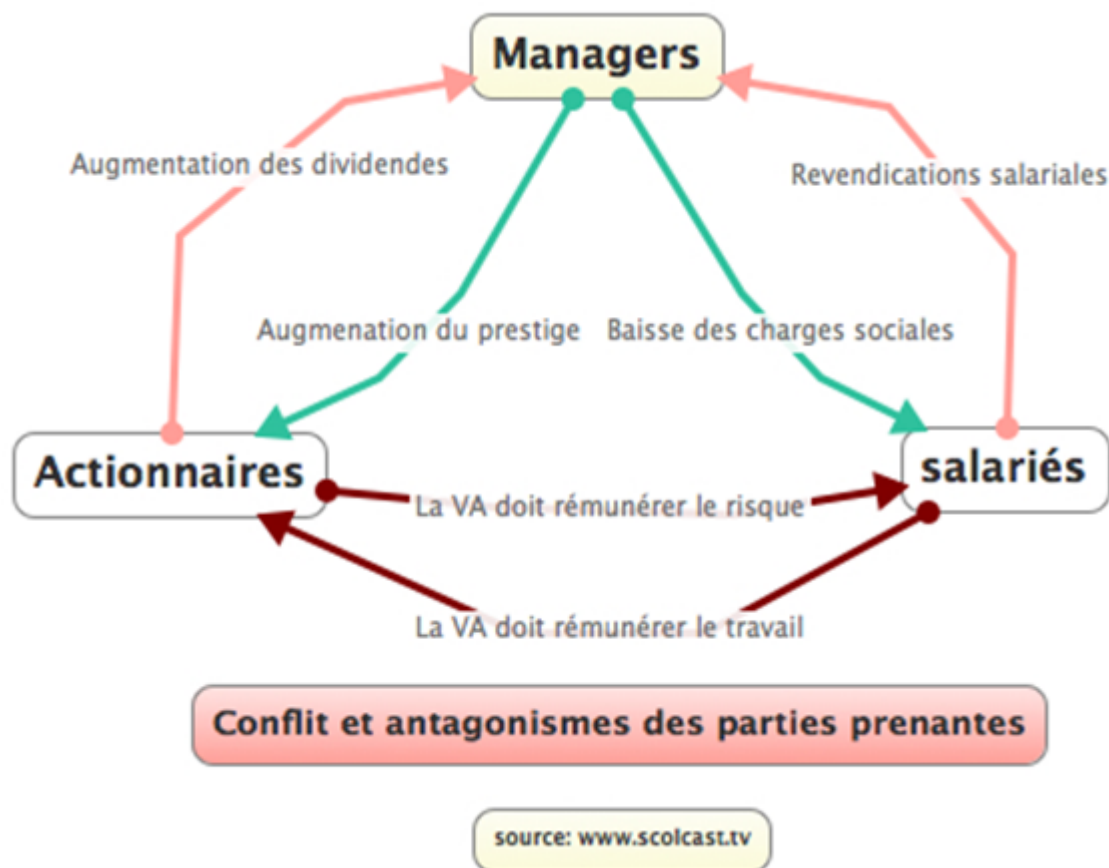 Managers
Augmentation des dividendes
Revendications salariales
Augmenation du prestige
Baisse des charges sociales
Actionnaires
salariés
La VA doit rémunérer le risque
La VA doit rémunérer le travail
Conflit et antagonismes des parties prenantes
source: www.scolcast.tv